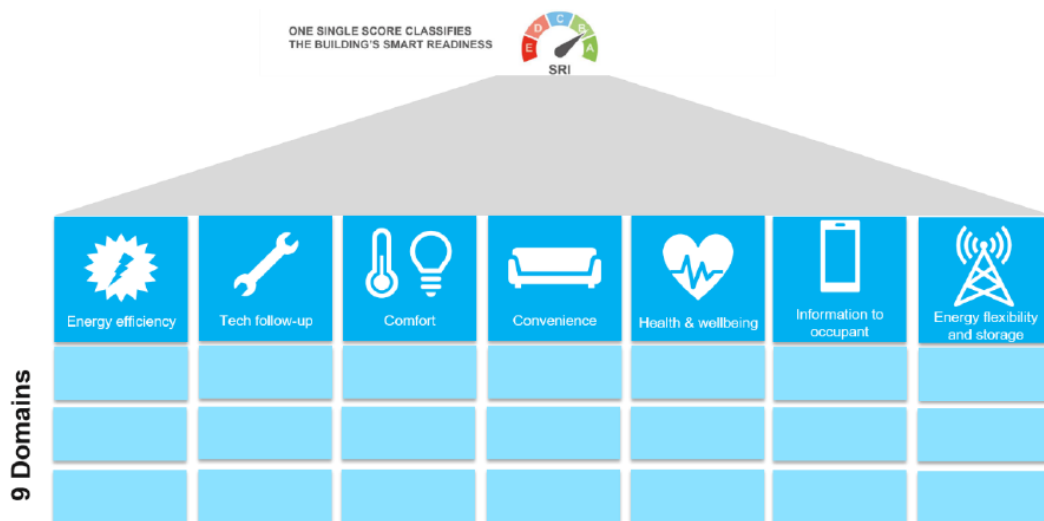 ONE SINGLE SCORE CLASSIFIES
THE BUILDING'S SMART READINESS
E
D
C
B
A
SRI
Energy efficiency
Tech follow-up
Comfort
Convenience
Health & wellbeing
Information to
occupant
Energy flexibility
and storage
9 Domains